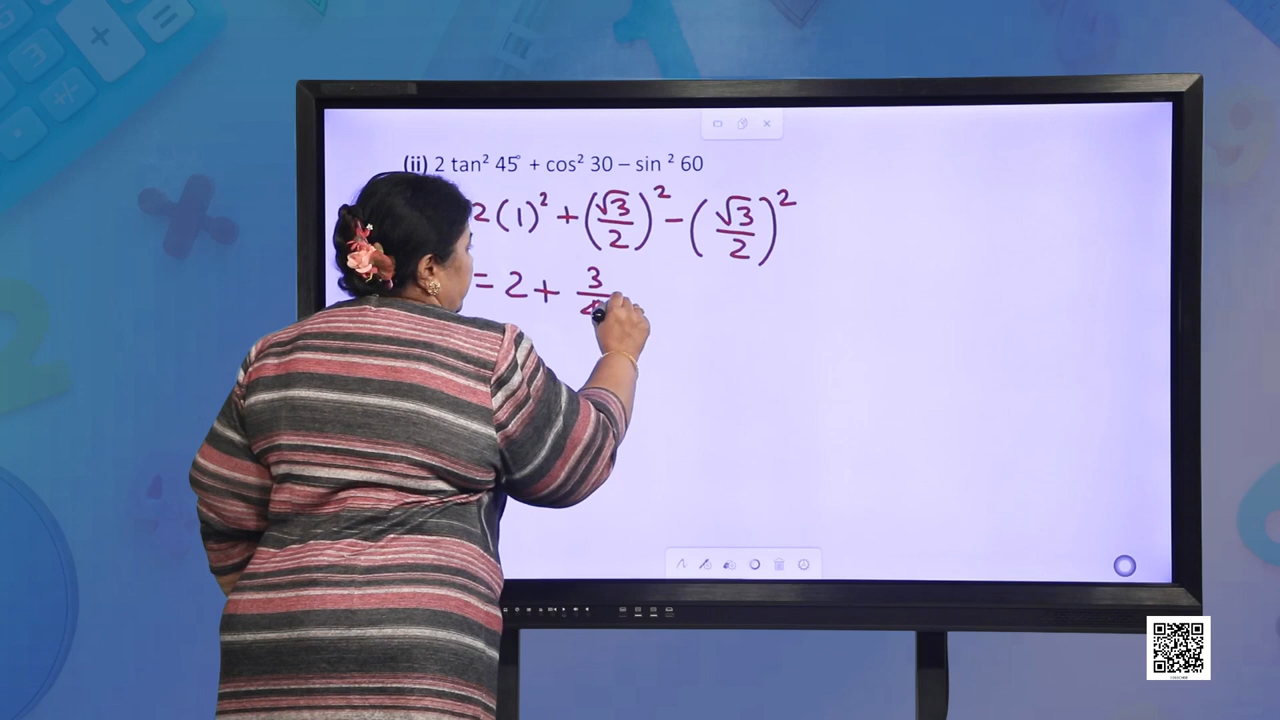 (ii) 2 tan² 45° + cos² 30 – sin ² 60
2(1)² + (√3/2)² - (√3/2)²
= 2 + 3/4